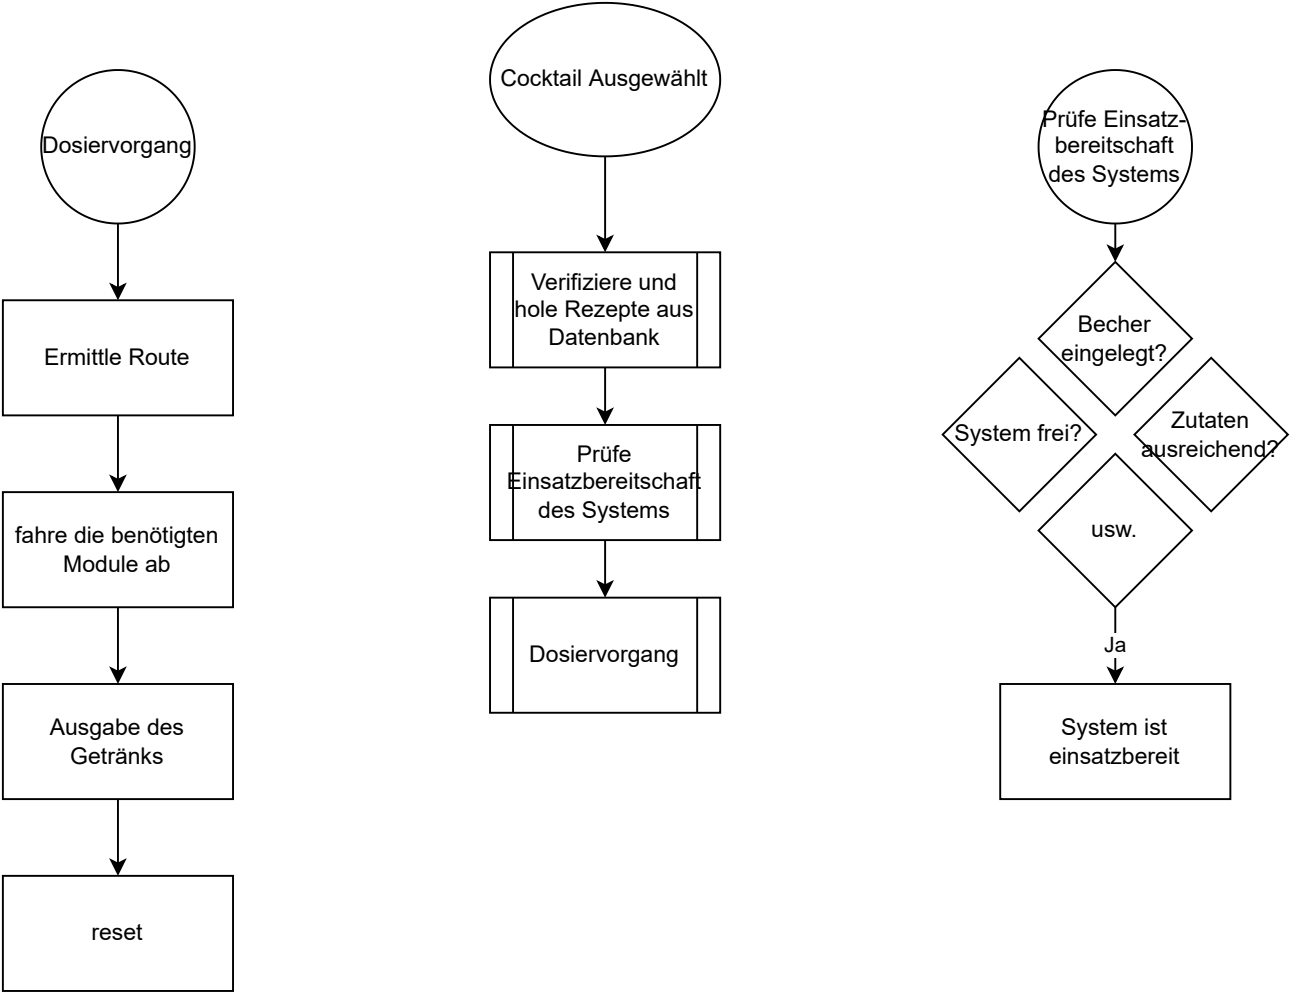 Dosiervorgang
Ermittle Route
fahre die benötigten
Module ab
Ausgabe des
Getränks
reset
Cocktail Ausgewählt
Verifiziere und
hole Rezepte aus
Datenbank
Prüfe
Einsatzbereitschaft
des Systems
Dosiervorgang
Prüfe Einsatz-
bereitschaft
des Systems
Becher
eingelegt?
System frei?
Zutaten
ausreichend?
usw.
Ja
System ist
einsatzbereit